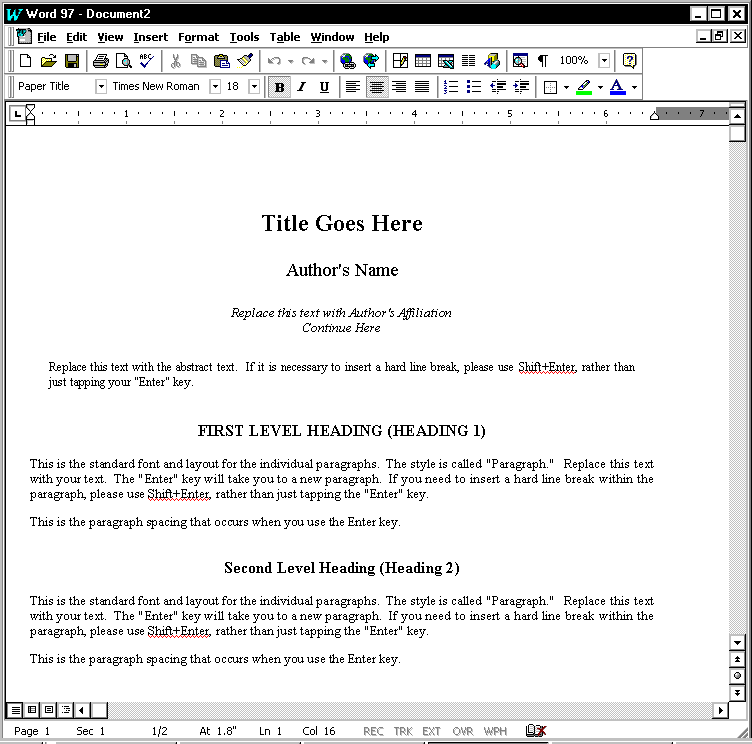 Word 97 - Document2
File Edit View Insert Format Tools Table Window Help
ABC 100%
Paper Title Times New Roman 18 B I U
1 2 3 4 5 6 7
Title Goes Here
Author's Name
Replace this text with Author's Affiliation
Continue Here
Replace this text with the abstract text. If it is necessary to insert a hard line break, please use Shift+Enter, rather than
just tapping your "Enter" key.
FIRST LEVEL HEADING (HEADING 1)
This is the standard font and layout for the individual paragraphs. The style is called "Paragraph." Replace this text
with your text. The "Enter" key will take you to a new paragraph. If you need to insert a hard line break within the
paragraph, please use Shift+Enter, rather than just tapping the "Enter" key.
This is the paragraph spacing that occurs when you use the Enter key.
Second Level Heading (Heading 2)
This is the standard font and layout for the individual paragraphs. The style is called "Paragraph." Replace this text
with your text. The "Enter" key will take you to a new paragraph. If you need to insert a hard line break within the
paragraph, please use Shift+Enter, rather than just tapping the "Enter" key.
This is the paragraph spacing that occurs when you use the Enter key.
Page 1 Sec 1 1/2 At 1.8" Ln 1 Col 16 REC TRK EXT OVR WPH